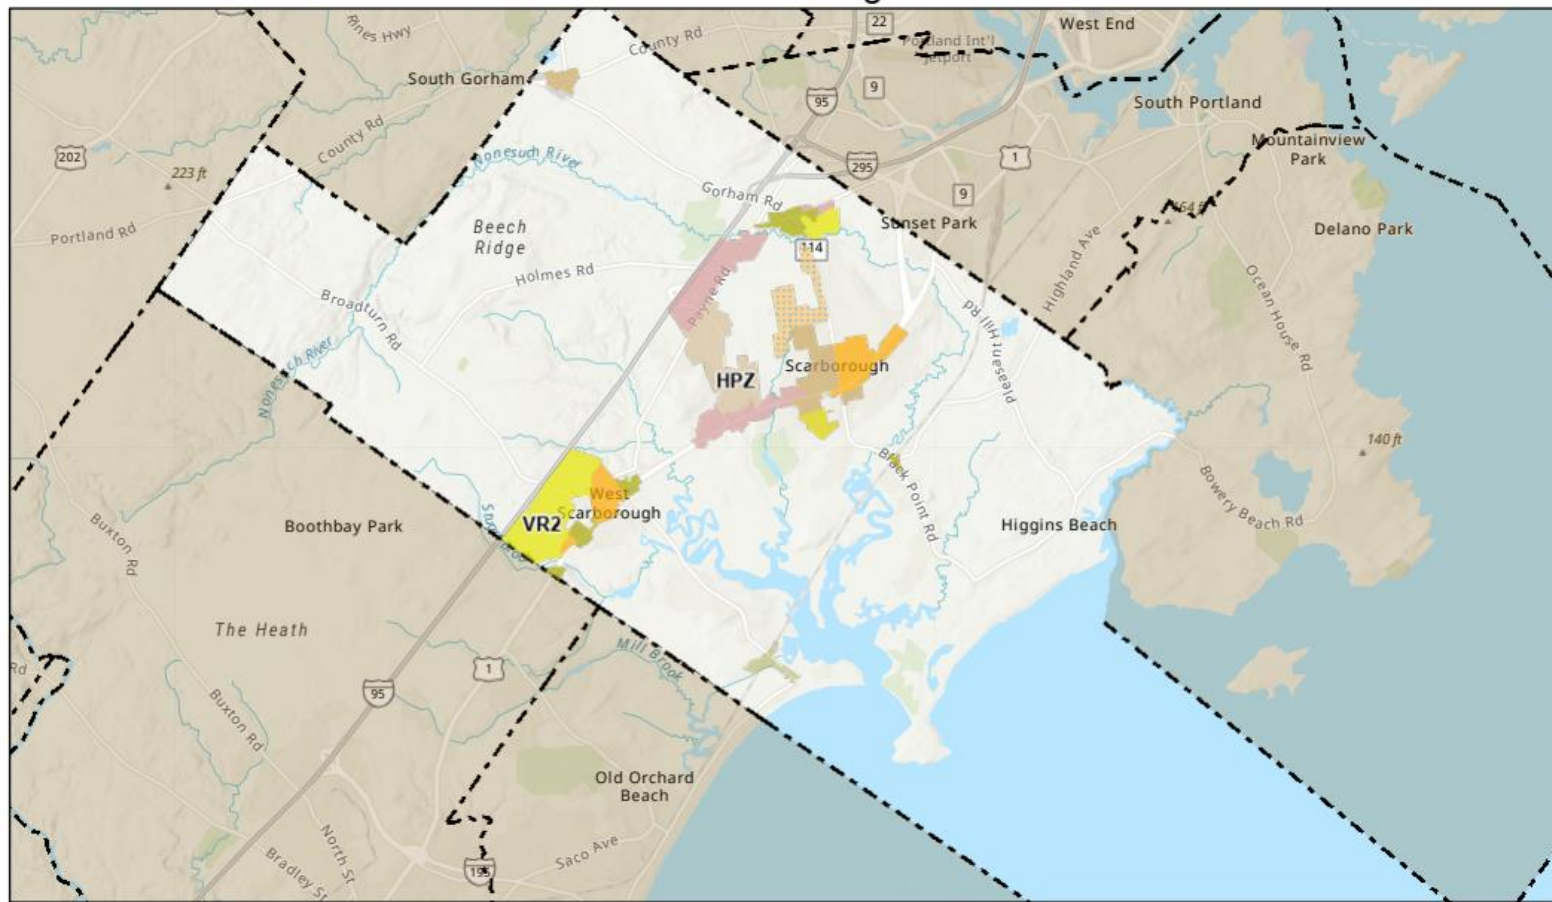 Rines Hwy
County Rd
22
West End
Portland Int'l
Jetport
South Gorham
9
95
South Portland
County Rd
Mountainview
Park
202
Nonesuch River
295
1
223 ft
Gorham Rd
9
164 ft
Portland Rd
Beech
Ridge
Sunset Park
Delano Park
114
Holmes Rd
Highland Ave
Payne Rd
Ocean House Rd
Broadturn Rd
Pleasant Hill Rd
Nonesuch River
Scarborough
HPZ
140 ft
Black Point Rd
West
Scarborough
Bowery Beach Rd
VR2
Boothbay Park
Higgins Beach
Buxton Rd
The Heath
Mill Brook
Rd
1
95
Buxton Rd
Old Orchard
Beach
North St
Saco Ave
Bradley St
195